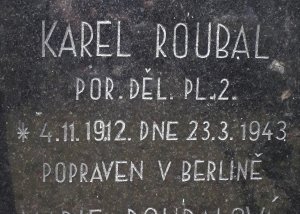 KAREL ROUBAL
POR. DĚL. PL.2.
* 4.11.1912. DNE 23.3.1943
POPRAVEN V BERLÍNĚ